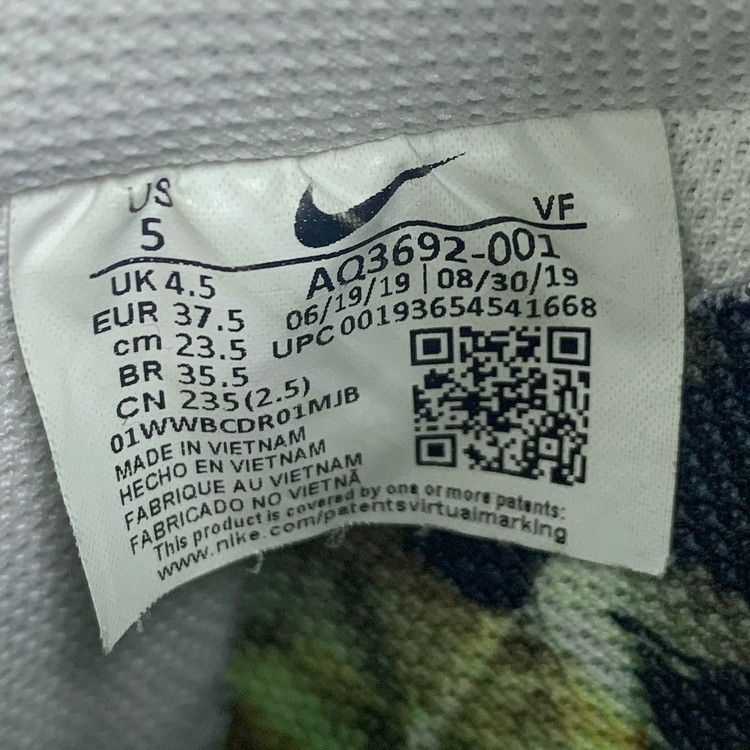 US
5
VF
UK 4.5
EUR 37.5
cm 23.5
BR 35.5
CN 235(2.5)
AQ3692-001
06/19/19 | 08/30/19
UPC 00193654541668
01WWBCDR01MJB
MADE IN VIETNAM
HECHO EN VIETNAM
FABRIQUE AU VIETNAM
FABRICADO NO VIETNÃ
This product is covered by one or more patents:
www.nike.com/patentsvirtualmarking